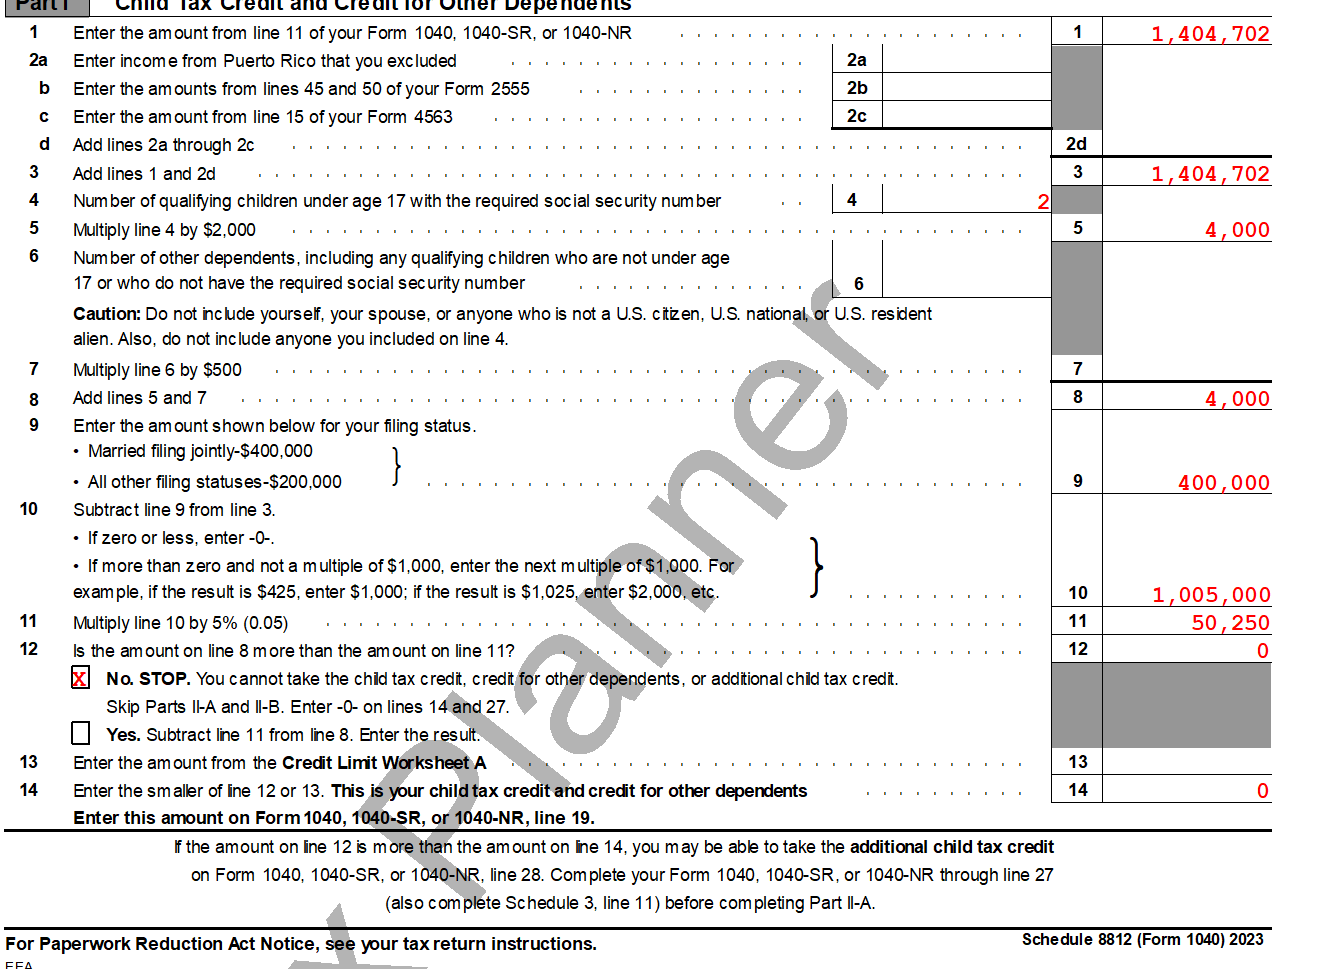 Part I Child Tax Credit and Credit for Other Dependents
1 Enter the amount from line 11 of your Form 1040, 1040-SR, or 1040-NR 1 1,404,702
2a Enter income from Puerto Rico that you excluded 2a
b Enter the amounts from lines 45 and 50 of your Form 2555 2b
c Enter the amount from line 15 of your Form 4563 2c
d Add lines 2a through 2c 2d
3 Add lines 1 and 2d 3 1,404,702
4 Number of qualifying children under age 17 with the required social security number 4 2
5 Multiply line 4 by $2,000 5 4,000
6 Number of other dependents, including any qualifying children who are not under age
17 or who do not have the required social security number 6
Caution: Do not include yourself, your spouse, or anyone who is not a U.S. citizen, U.S. national, or U.S. resident
alien. Also, do not include anyone you included on line 4.
7 Multiply line 6 by $500 7
8 Add lines 5 and 7 8 4,000
9 Enter the amount shown below for your filing status.
• Married filing jointly-$400,000
• All other filing statuses-$200,000 } 9 400,000
10 Subtract line 9 from line 3.
• If zero or less, enter -0-.
• If more than zero and not a multiple of $1,000, enter the next multiple of $1,000. For }
example, if the result is $425, enter $1,000; if the result is $1,025, enter $2,000, etc. 10 1,005,000
11 Multiply line 10 by 5% (0.05) 11 50,250
12 Is the amount on line 8 more than the amount on line 11? 12 0
X No. STOP. You cannot take the child tax credit, credit for other dependents, or additional child tax credit.
Skip Parts II-A and II-B. Enter -0- on lines 14 and 27.
Yes. Subtract line 11 from line 8. Enter the result.
13 Enter the amount from the Credit Limit Worksheet A 13
14 Enter the smaller of line 12 or 13. This is your child tax credit and credit for other dependents 14 0
Enter this amount on Form 1040, 1040-SR, or 1040-NR, line 19.
If the amount on line 12 is more than the amount on line 14, you may be able to take the additional child tax credit
on Form 1040, 1040-SR, or 1040-NR, line 28. Complete your Form 1040, 1040-SR, or 1040-NR through line 27
(also complete Schedule 3, line 11) before completing Part II-A.
For Paperwork Reduction Act Notice, see your tax return instructions. Schedule 8812 (Form 1040) 2023
EEA
x Planner